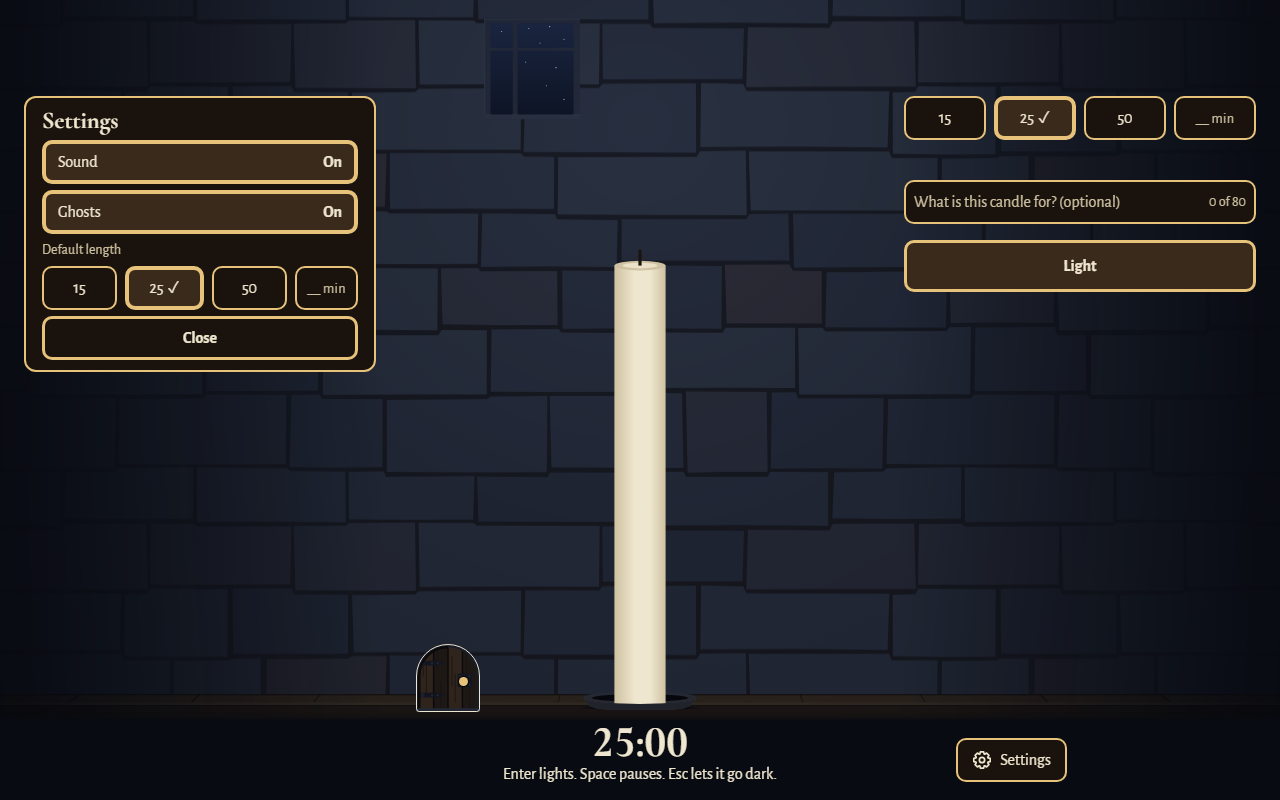 Settings
Sound On
Ghosts On
Default length
15 25 ✓ 50 __ min
Close
15 25 ✓ 50 __ min
What is this candle for? (optional) 0 of 80
Light
25:00
Enter lights. Space pauses. Esc lets it go dark.
Settings